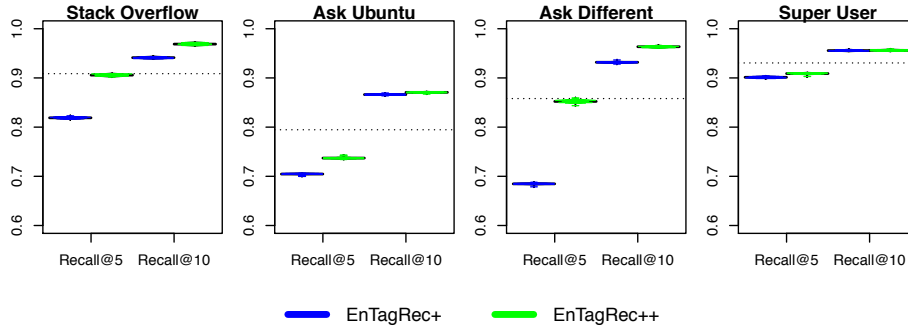 Stack Overflow
1.0
0.9
0.8
0.7
0.6
Recall@5 Recall@10
Ask Ubuntu
1.0
0.9
0.8
0.7
0.6
Recall@5 Recall@10
Ask Different
1.0
0.9
0.8
0.7
0.6
Recall@5 Recall@10
Super User
1.0
0.9
0.8
0.7
0.6
Recall@5 Recall@10
EnTagRec+ EnTagRec++